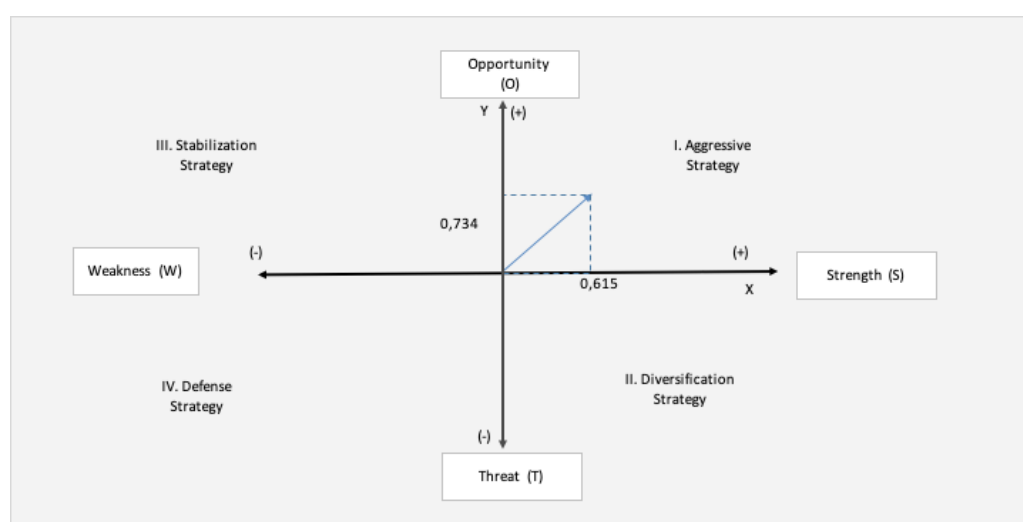 Opportunity
(O)
Y
(+)
III. Stabilization
Strategy
I. Aggressive
Strategy
0,734
(-)
(+)
Weakness (W)
Strength (S)
0,615
X
IV. Defense
Strategy
II. Diversification
Strategy
(-)
Threat (T)